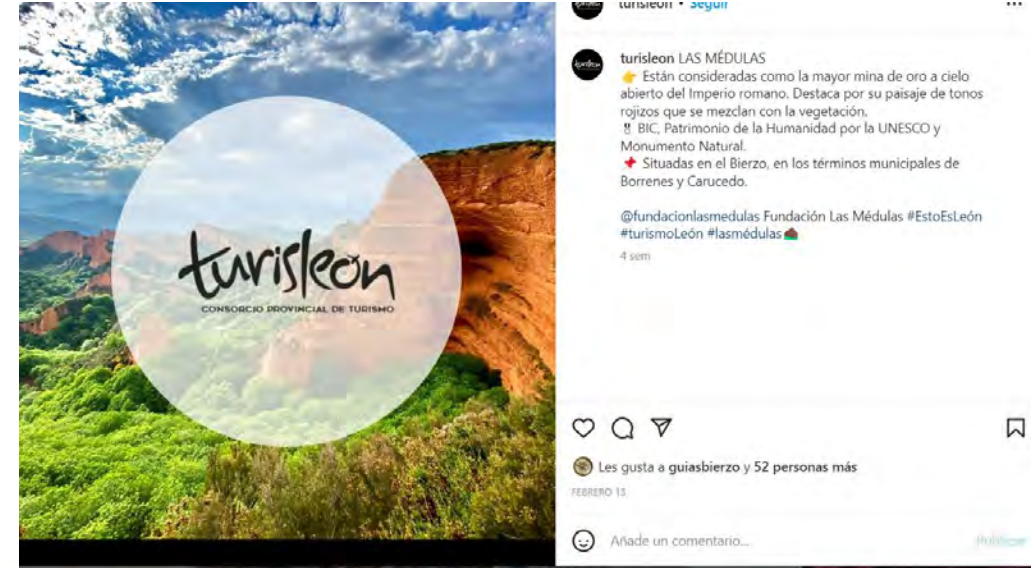 turisleon
CONSORCIO PROVINCIAL DE TURISMO
turisleon • Seguir
turisleon
turisleon LAS MÉDULAS
👉 Están consideradas como la mayor mina de oro a cielo
abierto del Imperio romano. Destaca por su paisaje de tonos
rojizos que se mezclan con la vegetación.
🎖 BIC, Patrimonio de la Humanidad por la UNESCO y
Monumento Natural.
📌 Situadas en el Bierzo, en los términos municipales de
Borrenes y Carucedo.
@fundacionlasmedulas Fundación Las Médulas #EstoEsLeón
#turismoLeón #lasmédulas
4 sem
Les gusta a guiasbierzo y 52 personas más
FEBRERO 13
Añade un comentario...
Publicar